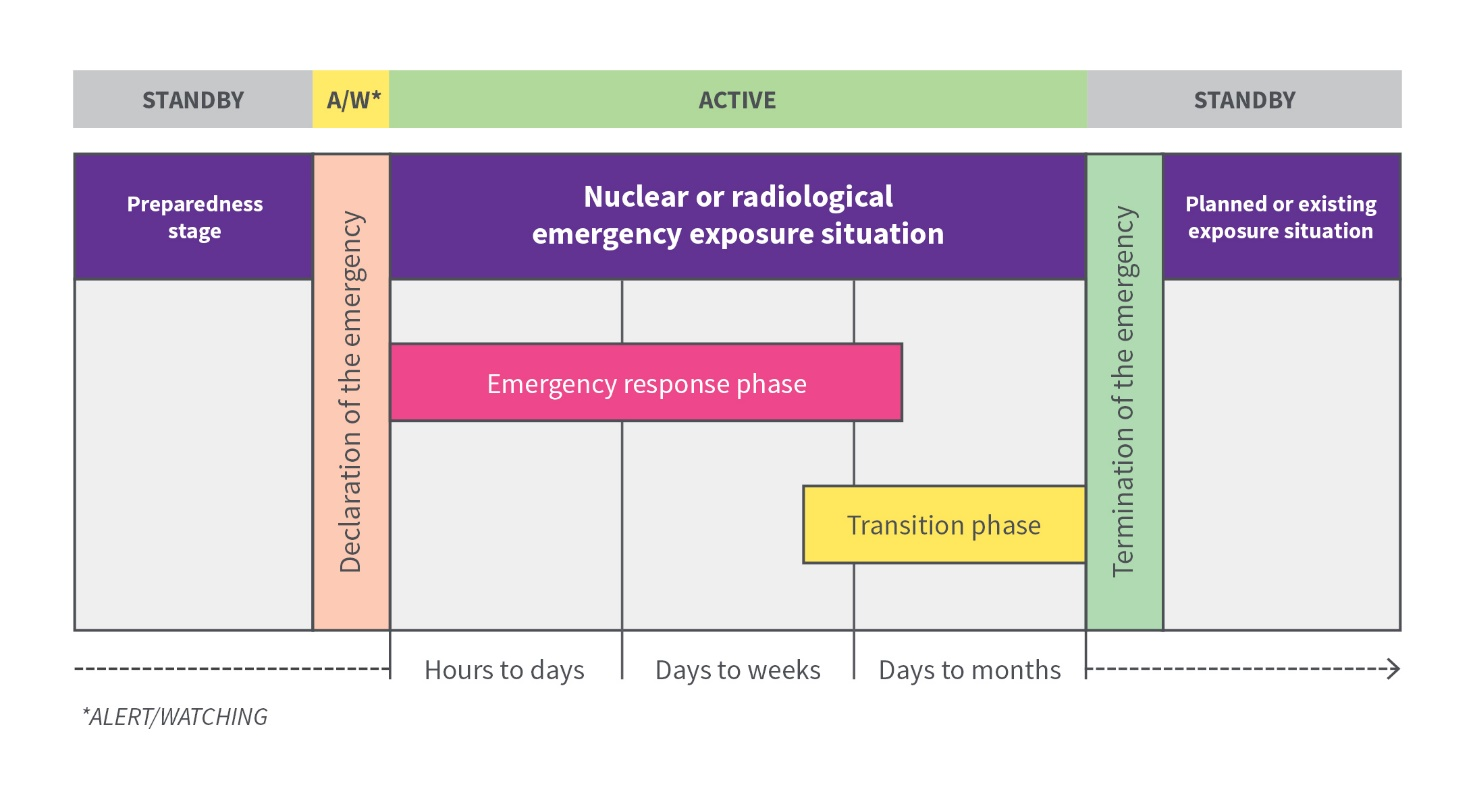 STANDBY
A/W*
ACTIVE
STANDBY
Preparedness
stage
Declaration of the emergency
Nuclear or radiological
emergency exposure situation
Termination of the emergency
Planned or existing
exposure situation
Emergency response phase
Transition phase
Hours to days
Days to weeks
Days to months
*ALERT/WATCHING